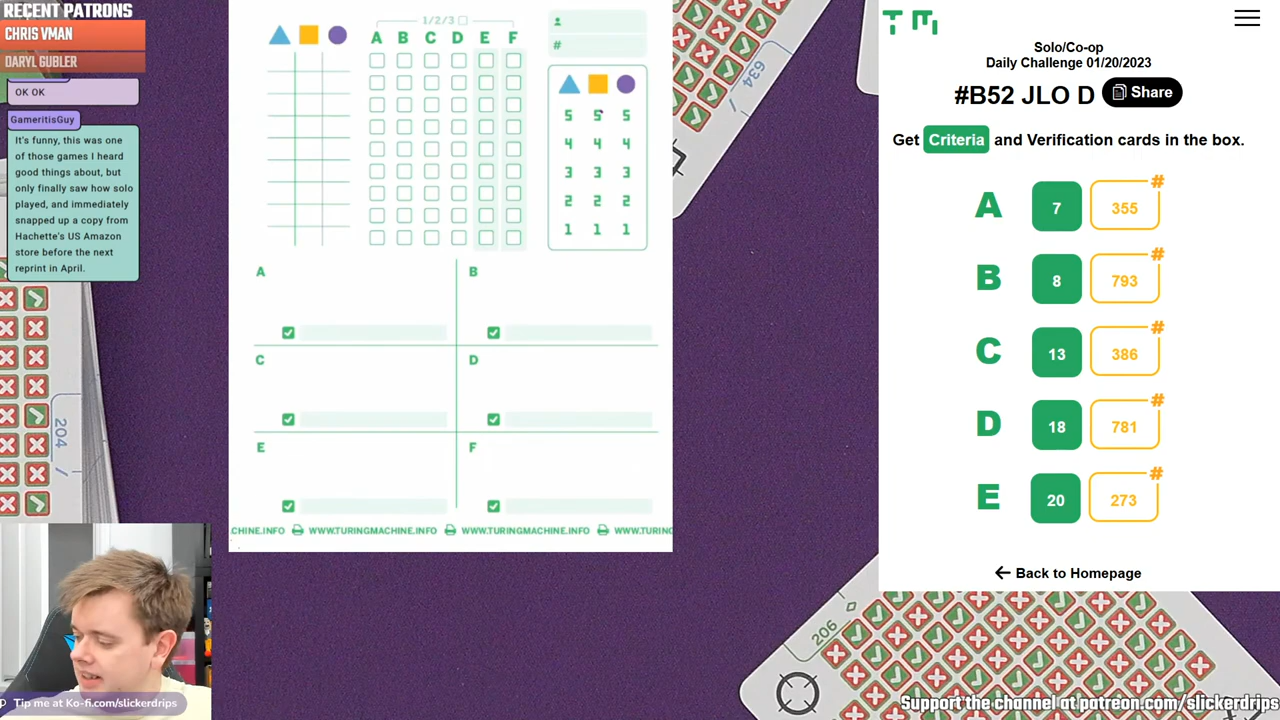 RECENT PATRONS
CHRIS VMAN
DARYL GUBLER
OK OK
GameritisGuy
It's funny, this was one
of those games I heard
good things about, but
only finally saw how solo
played, and immediately
snapped up a copy from
Hachette's US Amazon
store before the next
reprint in April.
204 /
Tip me at Ko-fi.com/slickerdrips
1/2/3
A B C D E F
#
5 5 5
4 4 4
3 3 3
2 2 2
1 1 1
A
B
C
D
E
F
CHINE.INFO WWW.TURINGMACHINE.INFO WWW.TURINGMACHINE.INFO WWW.TURING
634 /
206
Solo/Co-op
Daily Challenge 01/20/2023
#B52 JLO D Share
Get Criteria and Verification cards in the box.
A 7 355 #
B 8 793 #
C 13 386 #
D 18 781 #
E 20 273 #
Back to Homepage
Support the channel at patreon.com/slickerdrips